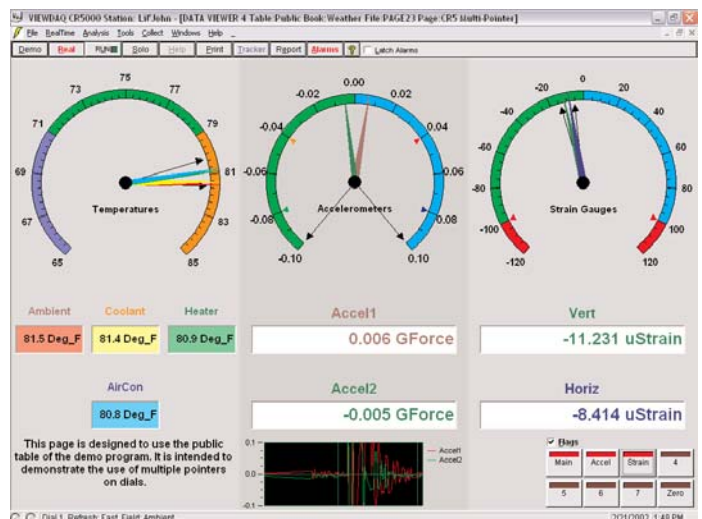 VIEWDAQ CR5000 Station: Lil'John - [DATA VIEWER 4 Table:Public Book:Weather File:PAGE23 Page:CR5 Multi-Pointer]
File RealTime Analysis Tools Collect Windows Help
Demo Real RUN Solo Help Print Tracker Report Alarms ? Latch Alarms
65 67 69 71 73 75 77 79 81 83 85
Temperatures
-0.10 -0.08 -0.06 -0.04 -0.02 0.00 0.02 0.04 0.06 0.08 0.10
Accelerometers
-120 -100 -80 -60 -40 -20 0 20 40 60 80 100 120
Strain Gauges
Ambient Coolant Heater
81.5 Deg_F 81.4 Deg_F 80.9 Deg_F
AirCon
80.8 Deg_F
This page is designed to use the public
table of the demo program. It is intended to
demonstrate the use of multiple pointers
on dials.
Accel1
0.006 GForce
Accel2
-0.005 GForce
0.1
0.0
-0.1
Accel1
Accel2
Vert
-11.231 uStrain
Horiz
-8.414 uStrain
Flags
Main Accel Strain 4
5 6 7 Zero
Dial 1 Refresh: Fast Field: Ambient
2/21/2002 1:48 PM